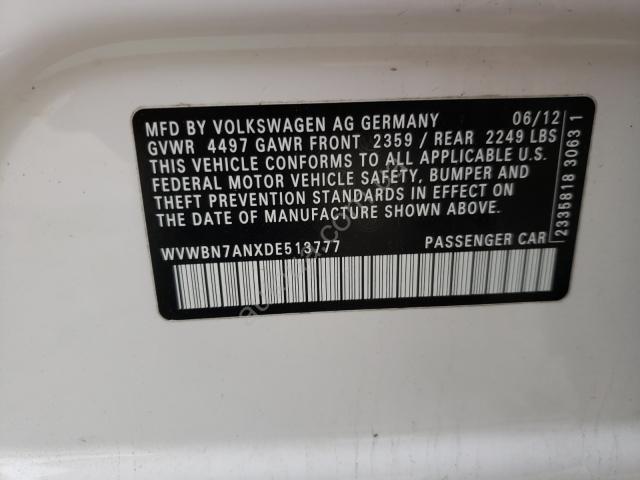 MFD BY VOLKSWAGEN AG GERMANY 06/12
GVWR 4497 GAWR FRONT 2359 / REAR 2249 LBS
THIS VEHICLE CONFORMS TO ALL APPLICABLE U.S.
FEDERAL MOTOR VEHICLE SAFETY, BUMPER AND
THEFT PREVENTION STANDARDS IN EFFECT ON
THE DATE OF MANUFACTURE SHOWN ABOVE.
WVWBN7ANXDE513777 PASSENGER CAR
2335818 3063 1